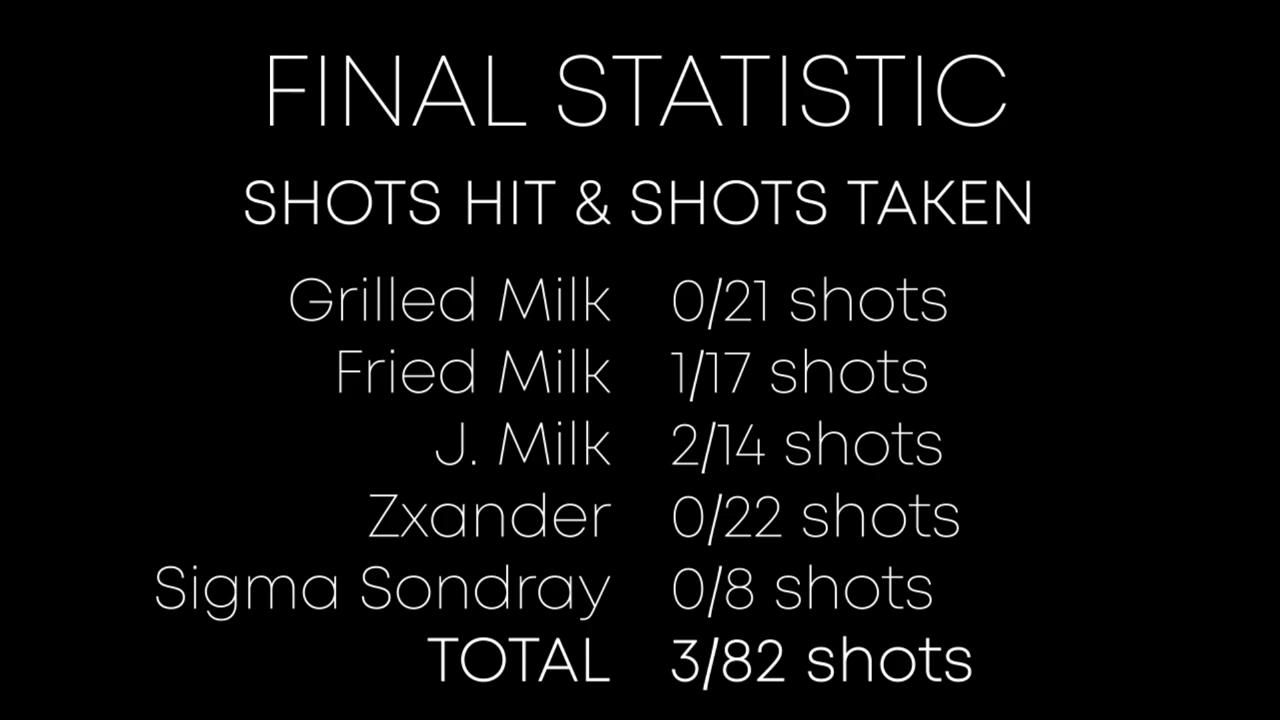 FINAL STATISTIC
SHOTS HIT & SHOTS TAKEN
Grilled Milk 0/21 shots
Fried Milk 1/17 shots
J. Milk 2/14 shots
Zxander 0/22 shots
Sigma Sondray 0/8 shots
TOTAL 3/82 shots